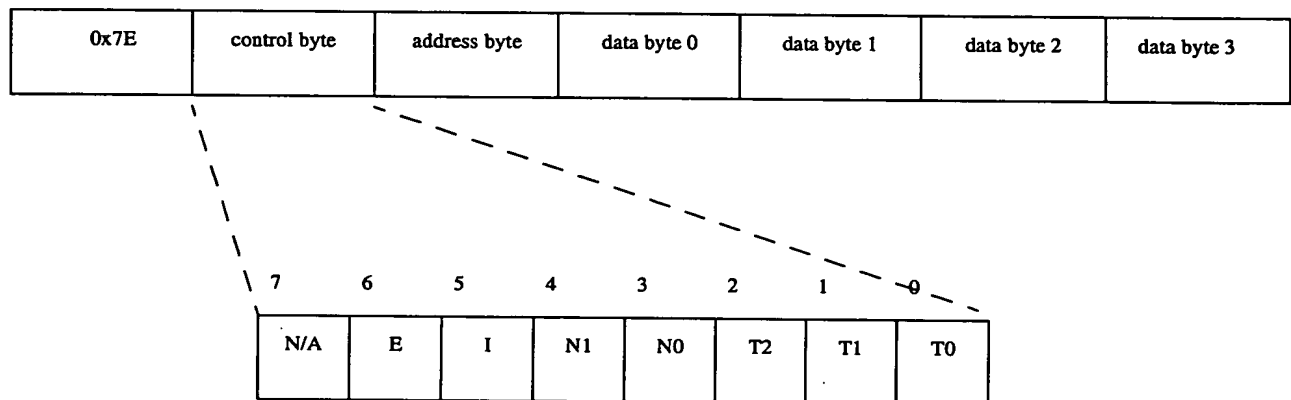 0x7E control byte address byte data byte 0 data byte 1 data byte 2 data byte 3
7 6 5 4 3 2 1 0
N/A E I N1 N0 T2 T1 T0